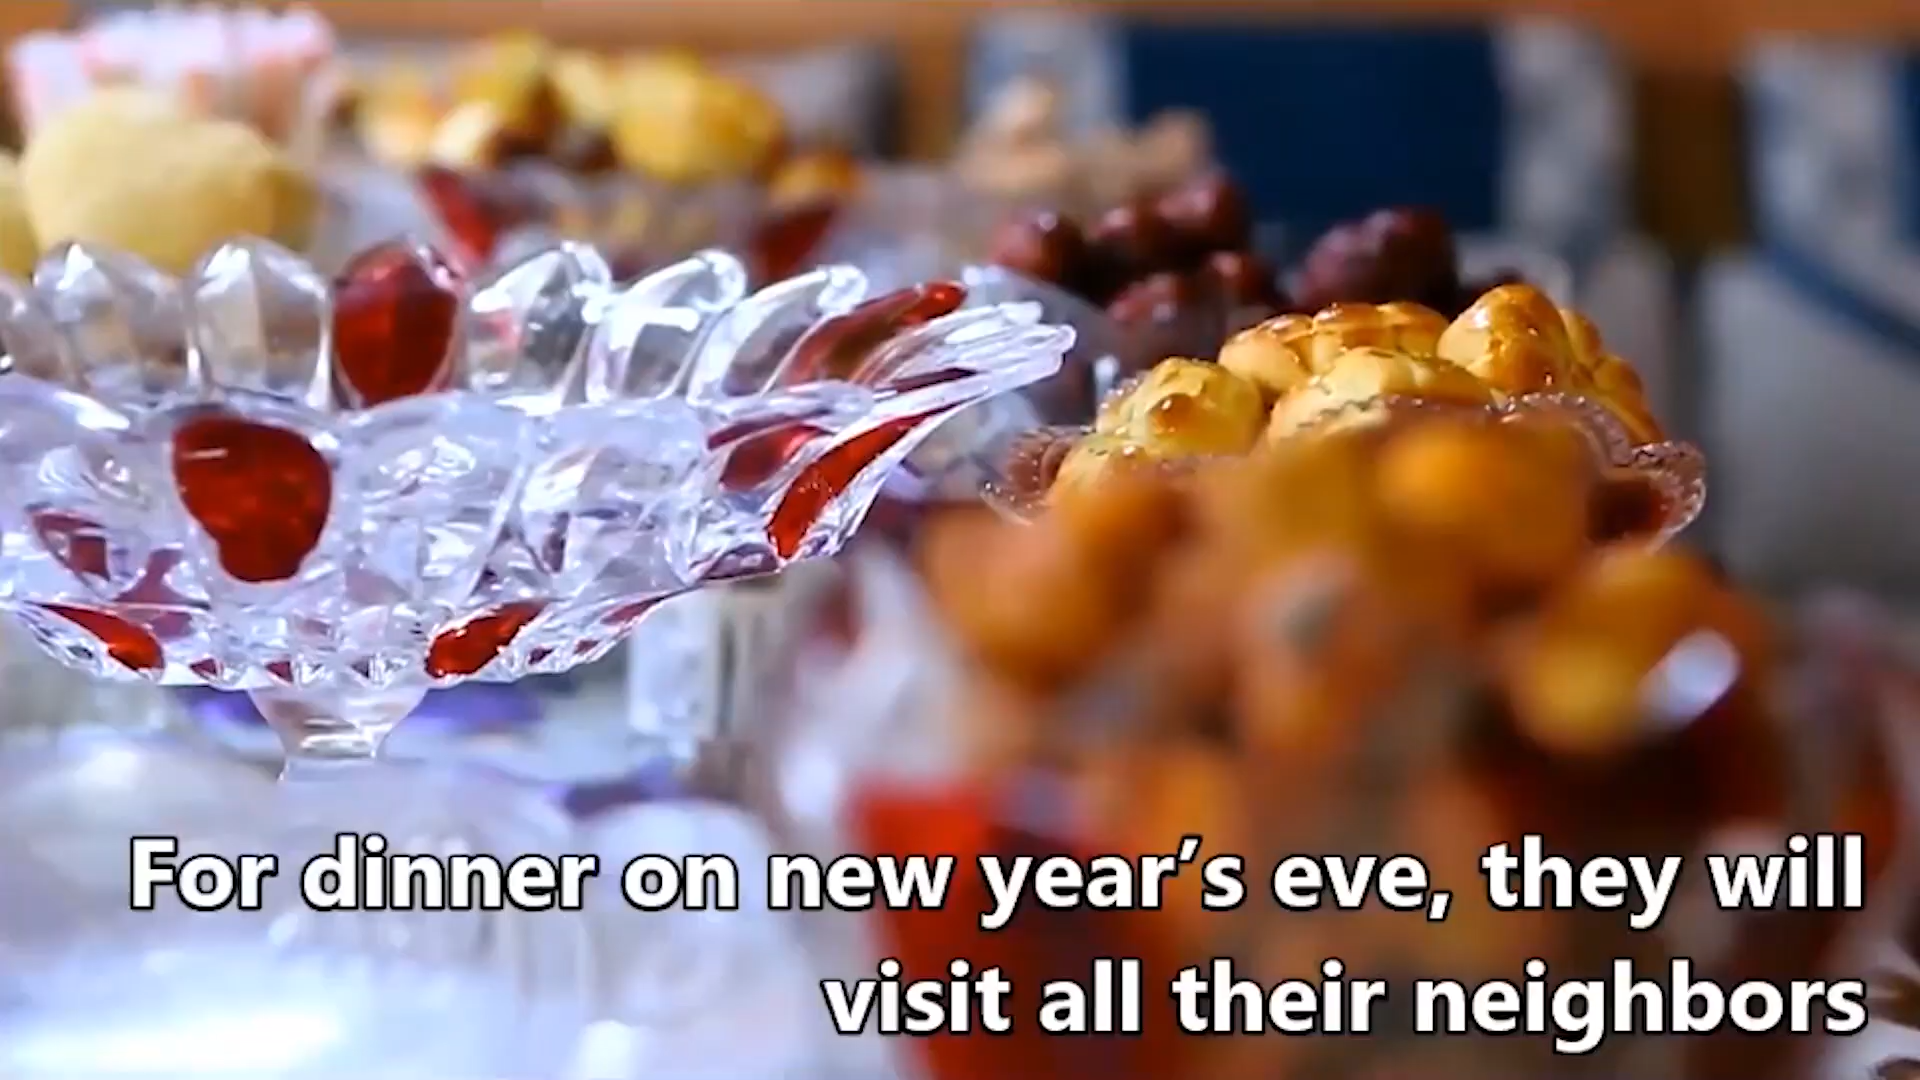 For dinner on new year’s eve, they will
visit all their neighbors